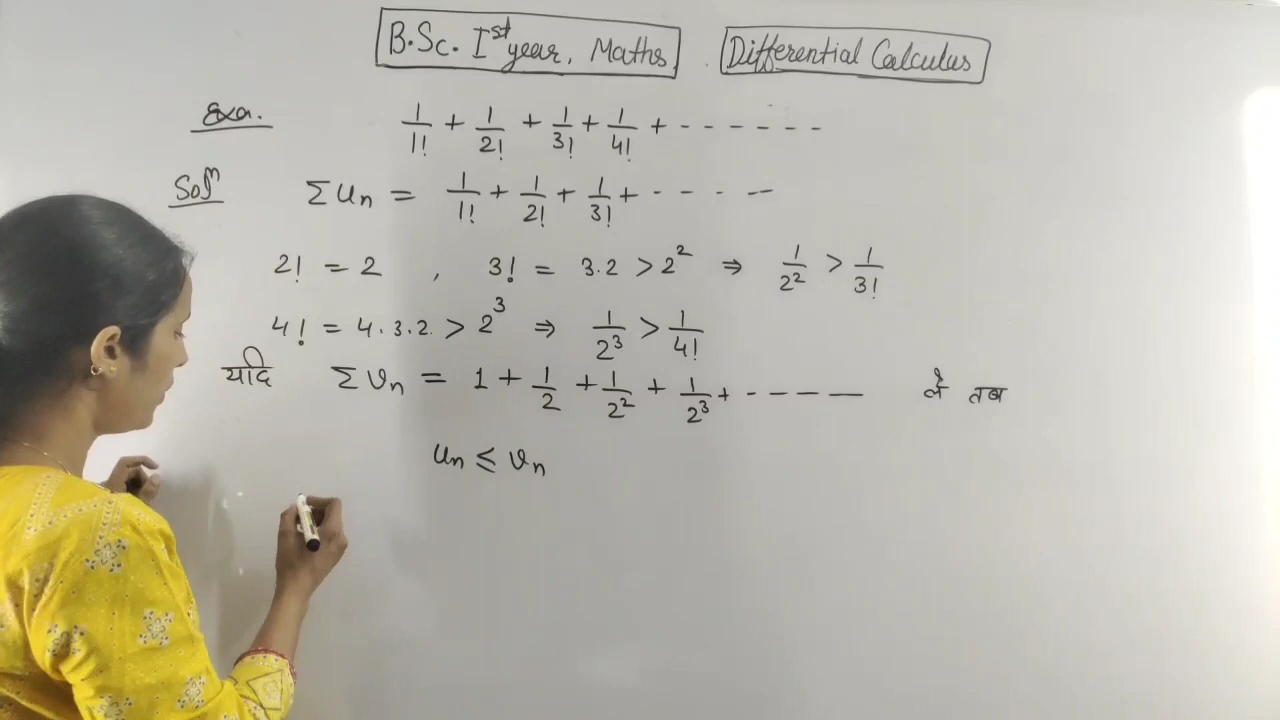 B.Sc. Ist year, Maths. Differential Calculus
Exa. 1/1! + 1/2! + 1/3! + 1/4! + - - - - - -
Solⁿ Σun = 1/1! + 1/2! + 1/3! + - - - - -
2! = 2 , 3! = 3.2 > 2² ⇒ 1/2² > 1/3!
4! = 4.3.2. > 2³ ⇒ 1/2³ > 1/4!
यदि Σvn = 1 + 1/2 + 1/2² + 1/2³ + - - - - - ले तब
un ≤ vn